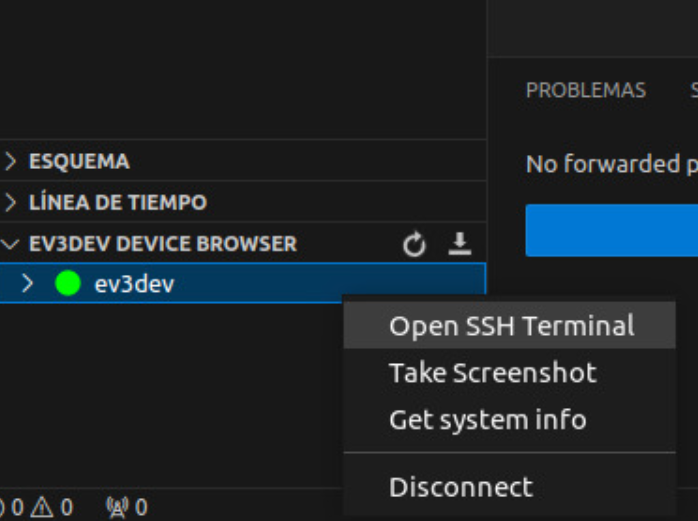 PROBLEMAS
ESQUEMA
No forwarded
LÍNEA DE TIEMPO
EV3DEV DEVICE BROWSER
ev3dev
Open SSH Terminal
Take Screenshot
Get system info
Disconnect
0 0 0